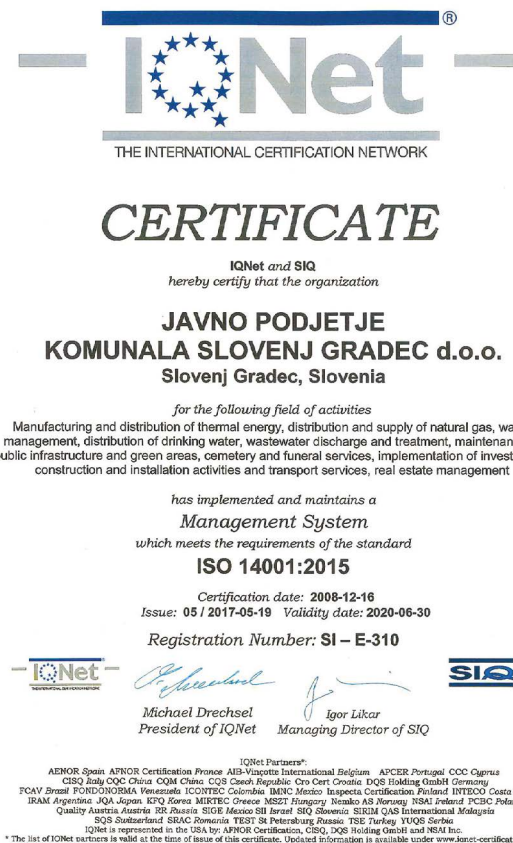 ®
IQNet
THE INTERNATIONAL CERTIFICATION NETWORK
CERTIFICATE
IQNet and SIQ
hereby certify that the organization
JAVNO PODJETJE
KOMUNALA SLOVENJ GRADEC d.o.o.
Slovenj Gradec, Slovenia
for the following field of activities
Manufacturing and distribution of thermal energy, distribution and supply of natural gas,
management, distribution of drinking water, wastewater discharge and treatment,
infrastructure and green areas, cemetery and funeral services, implementation of
construction and installation activities and transport services, real estate management
has implemented and maintains a
Management System
which meets the requirements of the standard
ISO 14001:2015
Certification date: 2008-12-16
Issue: 05 / 2017-05-19 Validity date: 2020-06-30
Registration Number: SI – E-310
IQNet
THE INTERNATIONAL CERTIFICATION NETWORK
SIQ
Michael Drechsel
President of IQNet
Igor Likar
Managing Director of SIQ
IQNet Partners*:
AENOR Spain AFNOR Certification France AIB-Vinçotte International Belgium APCER Portugal CCC Cyprus
CISQ Italy CQC China CQM China CQS Czech Republic Cro Cert Croatia DQS Holding GmbH Germany
FCAV Brazil FONDONORMA Venezuela ICONTEC Colombia IMNC Mexico Inspecta Certification Finland INTECO Costa
IRAM Argentina JQA Japan KFQ Korea MIRTEC Greece MSZT Hungary Nemko AS Norway NSAI Ireland PCBC
Quality Austria Austria RR Russia SIGE Mexico SII Israel SIQ Slovenia SIRIM QAS International Malaysia
SQS Switzerland SRAC Romania TEST St Petersburg Russia TSE Turkey YUQS Serbia
IQNet is represented in the USA by: AFNOR Certification, CISQ, DQS Holding GmbH and NSAI Inc.
* The list of IQNet partners is valid at the time of issue of this certificate. Updated information is available under